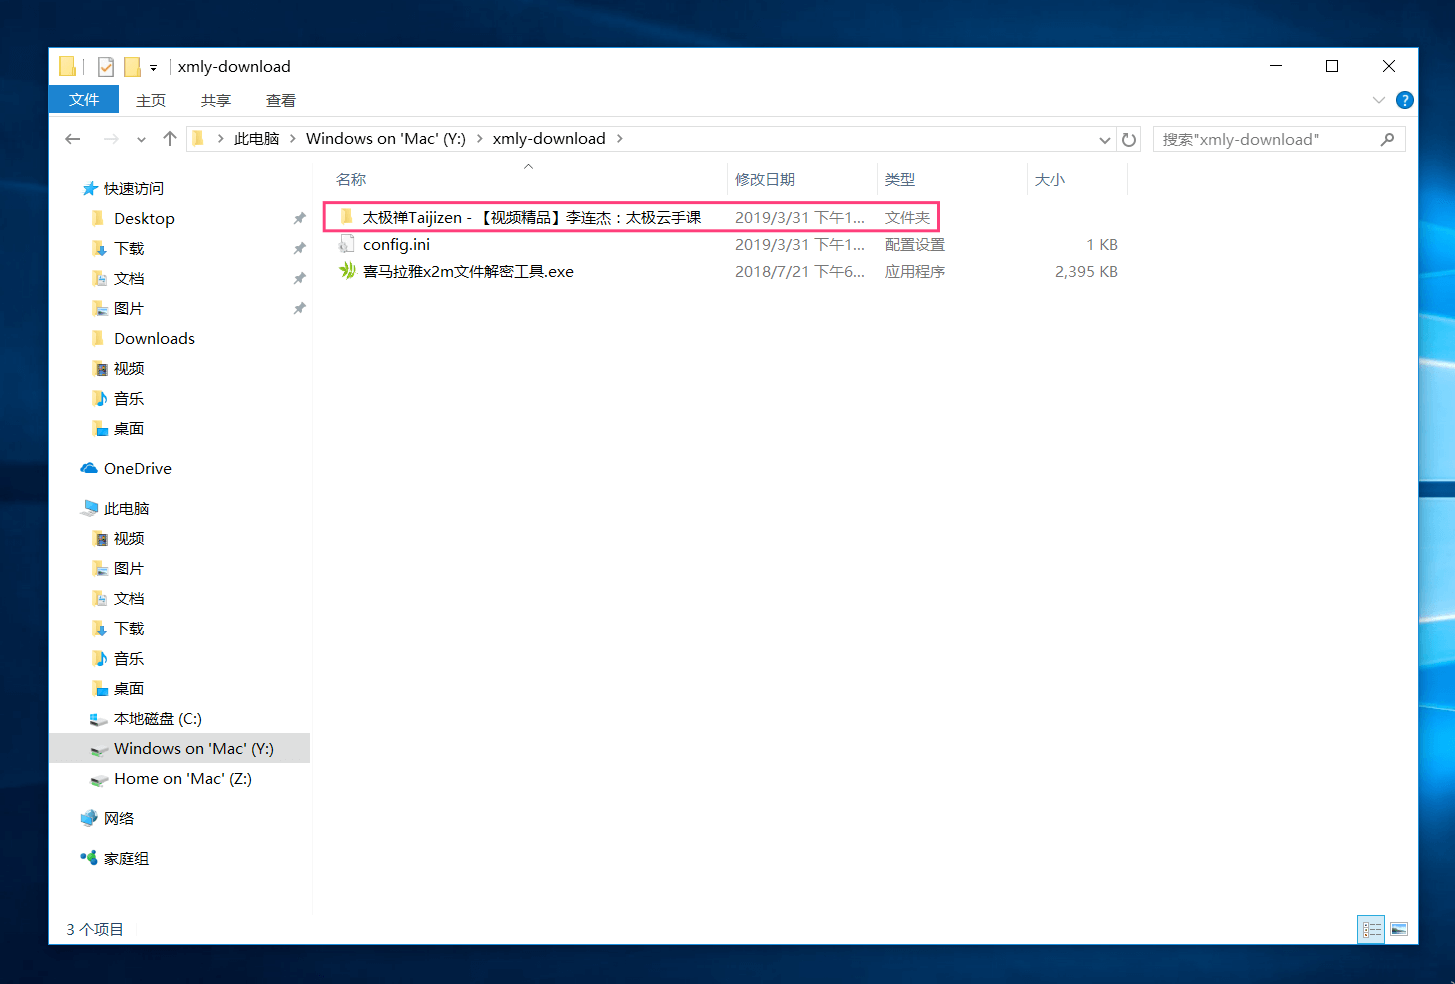 xmly-download
文件 主页 共享 查看
此电脑 Windows on 'Mac' (Y:) xmly-download
搜索"xmly-download"
名称 修改日期 类型 大小
太极禅Taijizen - 【视频精品】李连杰：太极云手课 2019/3/31 下午1... 文件夹
config.ini 2019/3/31 下午1... 配置设置 1 KB
喜马拉雅x2m文件解密工具.exe 2018/7/21 下午6... 应用程序 2,395 KB
快速访问
Desktop
下载
文档
图片
Downloads
视频
音乐
桌面
OneDrive
此电脑
视频
图片
文档
下载
音乐
桌面
本地磁盘 (C:)
Windows on 'Mac' (Y:)
Home on 'Mac' (Z:)
网络
家庭组
3 个项目